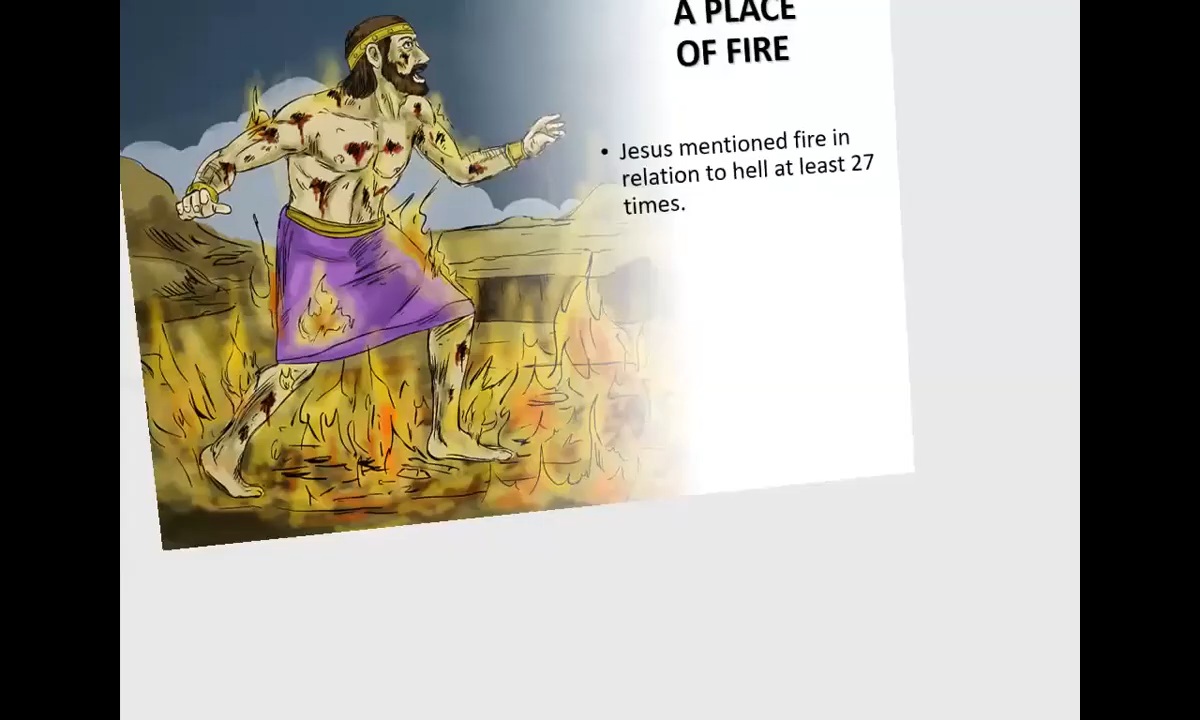 A PLACE
OF FIRE
• Jesus mentioned fire in
relation to hell at least 27
times.